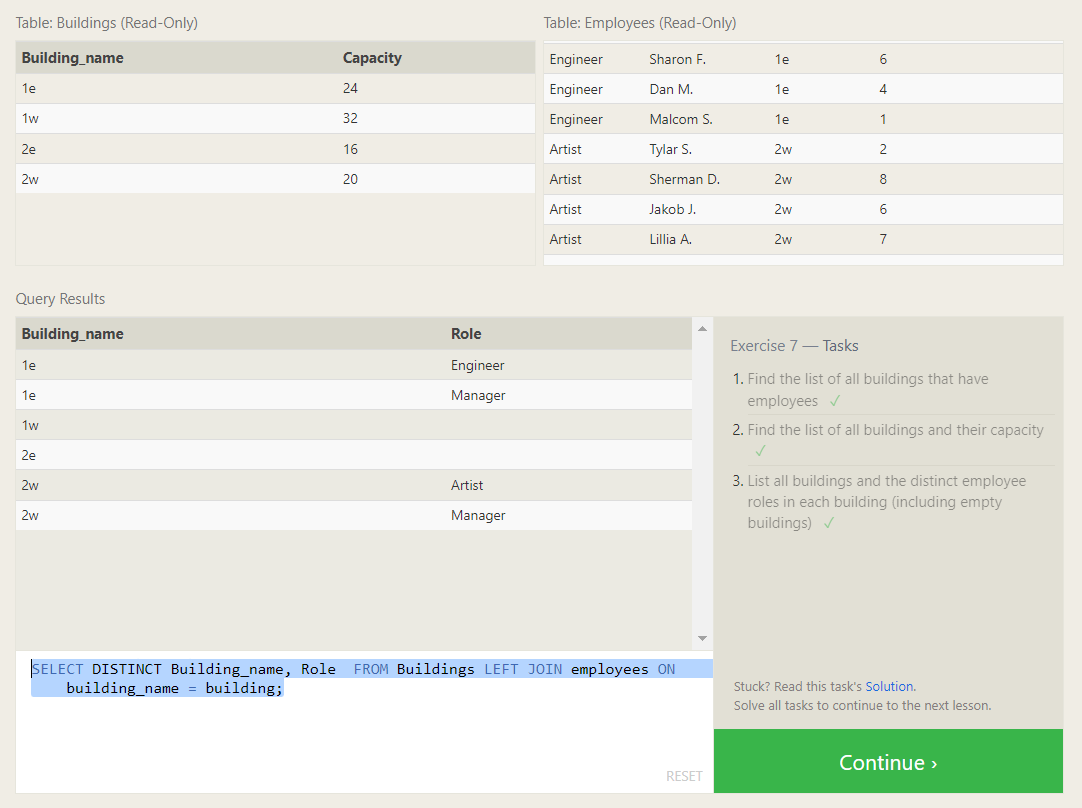 Table: Buildings (Read-Only)
Building_name Capacity
1e 24
1w 32
2e 16
2w 20
Table: Employees (Read-Only)
Engineer Sharon F. 1e 6
Engineer Dan M. 1e 4
Engineer Malcom S. 1e 1
Artist Tylar S. 2w 2
Artist Sherman D. 2w 8
Artist Jakob J. 2w 6
Artist Lillia A. 2w 7
Query Results
Building_name Role
1e Engineer
1e Manager
1w
2e
2w Artist
2w Manager
SELECT DISTINCT Building_name, Role  FROM Buildings LEFT JOIN employees ON
building_name = building;
RESET
Exercise 7 — Tasks
1. Find the list of all buildings that have
employees ✓
2. Find the list of all buildings and their capacity
✓
3. List all buildings and the distinct employee
roles in each building (including empty
buildings) ✓
Stuck? Read this task's Solution.
Solve all tasks to continue to the next lesson.
Continue ›